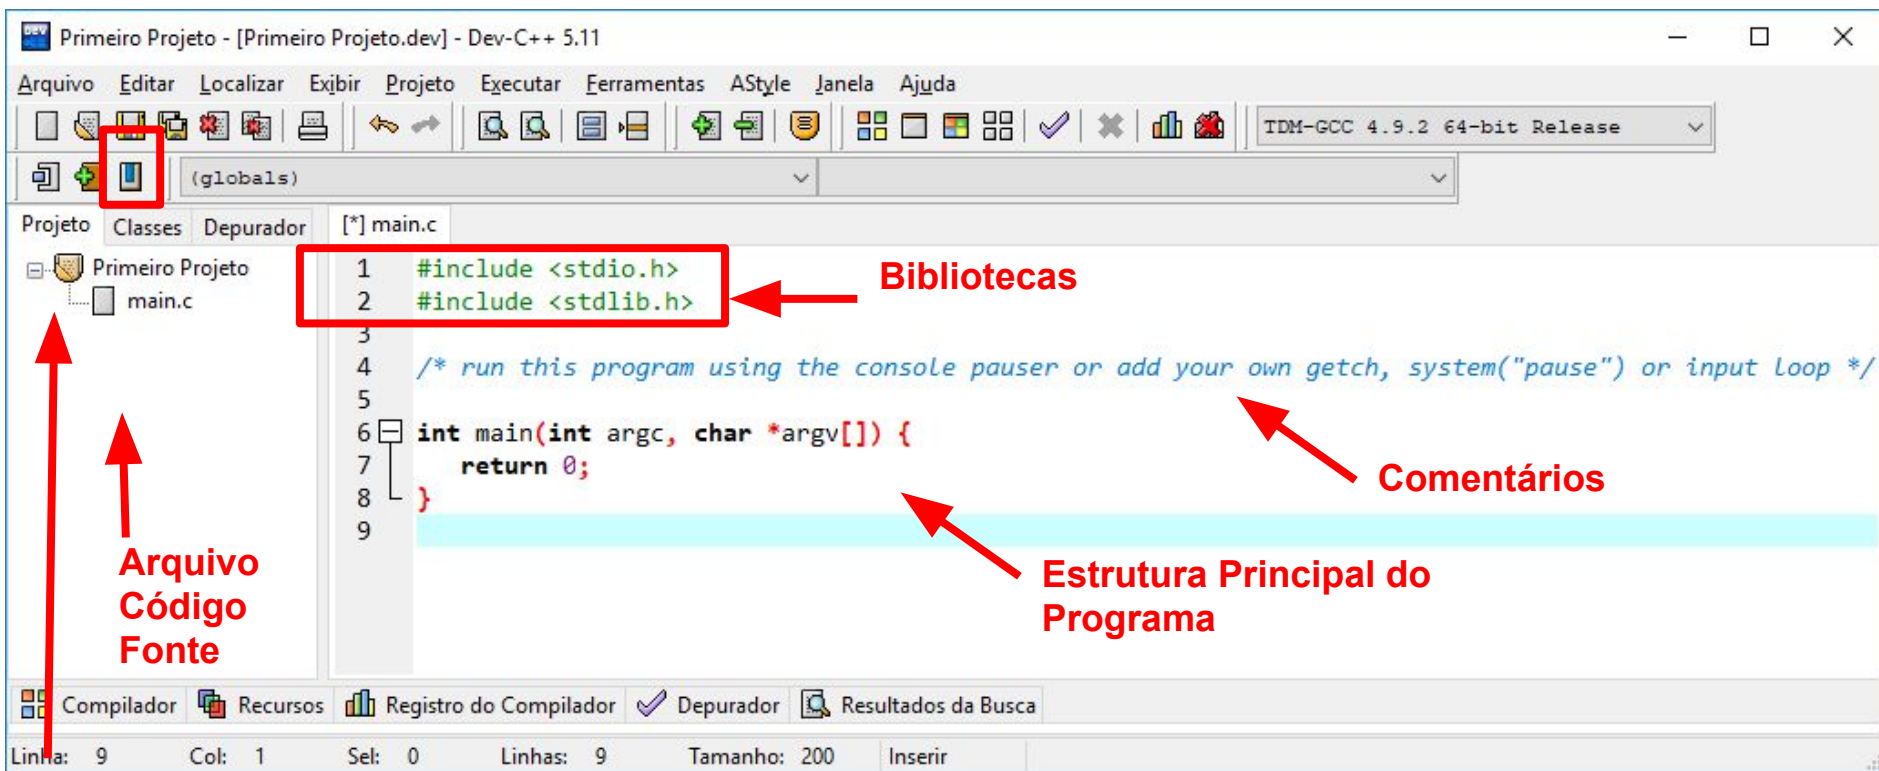 Primeiro Projeto - [Primeiro Projeto.dev] - Dev-C++ 5.11
Arquivo Editar Localizar Exibir Projeto Executar Ferramentas AStyle Janela Ajuda
TDM-GCC 4.9.2 64-bit Release
(globals)
Projeto Classes Depurador [*] main.c
Primeiro Projeto
main.c
1 #include <stdio.h>
2 #include <stdlib.h>
3
4 /* run this program using the console pauser or add your own getch, system("pause") or input loop */
5
6 int main(int argc, char *argv[]) {
7 return 0;
8 }
9
Bibliotecas
Comentários
Estrutura Principal do
Programa
Arquivo
Código
Fonte
Compilador Recursos Registro do Compilador Depurador Resultados da Busca
Linha: 9 Col: 1 Sel: 0 Linhas: 9 Tamanho: 200 Inserir